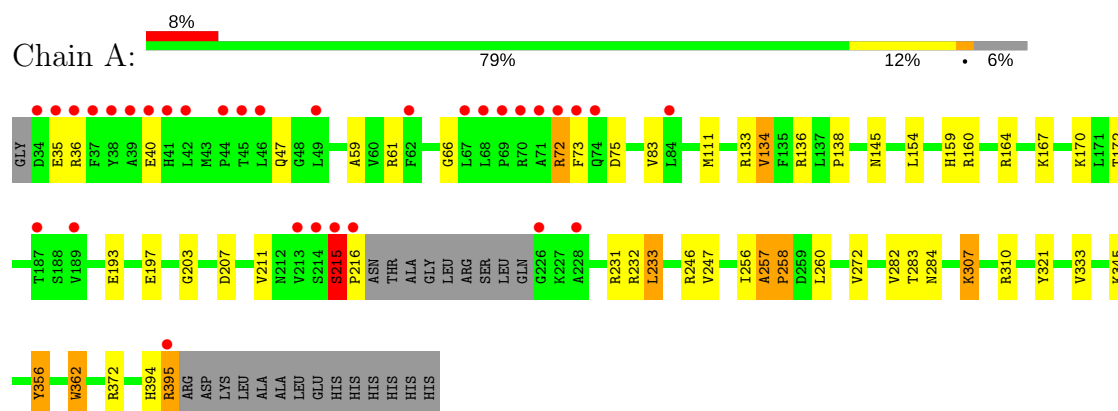 8%
Chain A:
79% 12% • 6%
GLY D34 E35 R36 F37 Y38 A39 E40 H41 L42 M43 P44 T45 L46 Q47 G48 L49 A59 V60 R61 F62 G66 L67 L68 P69 R70 A71 R72 F73 Q74 D75 V83 L84 M111 R133 V134 F135 R136 L137 P138 N145 L154 H159 R160 R164 K167 K170 L171 T172
T187 S188 V189 E193 E197 G203 D207 V211 N212 V213 S214 S215 P216 ASN THR ALA GLY LEU ARG SER LEU GLN G226 K227 A228 R231 R232 L233 R246 V247 I256 A257 P258 D259 L260 V272 V282 T283 N284 K307 R310 Y321 V333 K345
Y356 W362 R372 H394 R395 ARG ASP LYS LEU ALA ALA LEU GLU HIS HIS HIS HIS HIS HIS